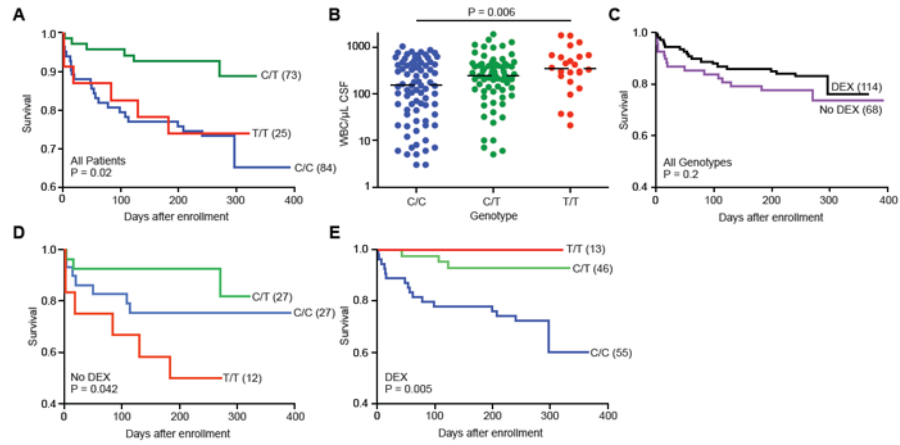 A
1.0
0.9
0.8
0.7
0.6
Survival
C/T (73)
T/T (25)
C/C (84)
All Patients
P = 0.02
0
100
200
300
400
Days after enrollment
B
P = 0.006
1000
100
10
1
WBC/µL CSF
C/C
C/T
T/T
Genotype
C
1.0
0.8
0.6
0.4
Survival
DEX (114)
No DEX (68)
All Genotypes
P = 0.2
0
100
200
300
400
Days after enrollment
D
1.0
0.8
0.6
0.4
Survival
C/T (27)
C/C (27)
T/T (12)
No DEX
P = 0.042
0
100
200
300
400
Days after enrollment
E
1.0
0.8
0.6
0.4
Survival
T/T (13)
C/T (46)
C/C (55)
DEX
P = 0.005
0
100
200
300
400
Days after enrollment